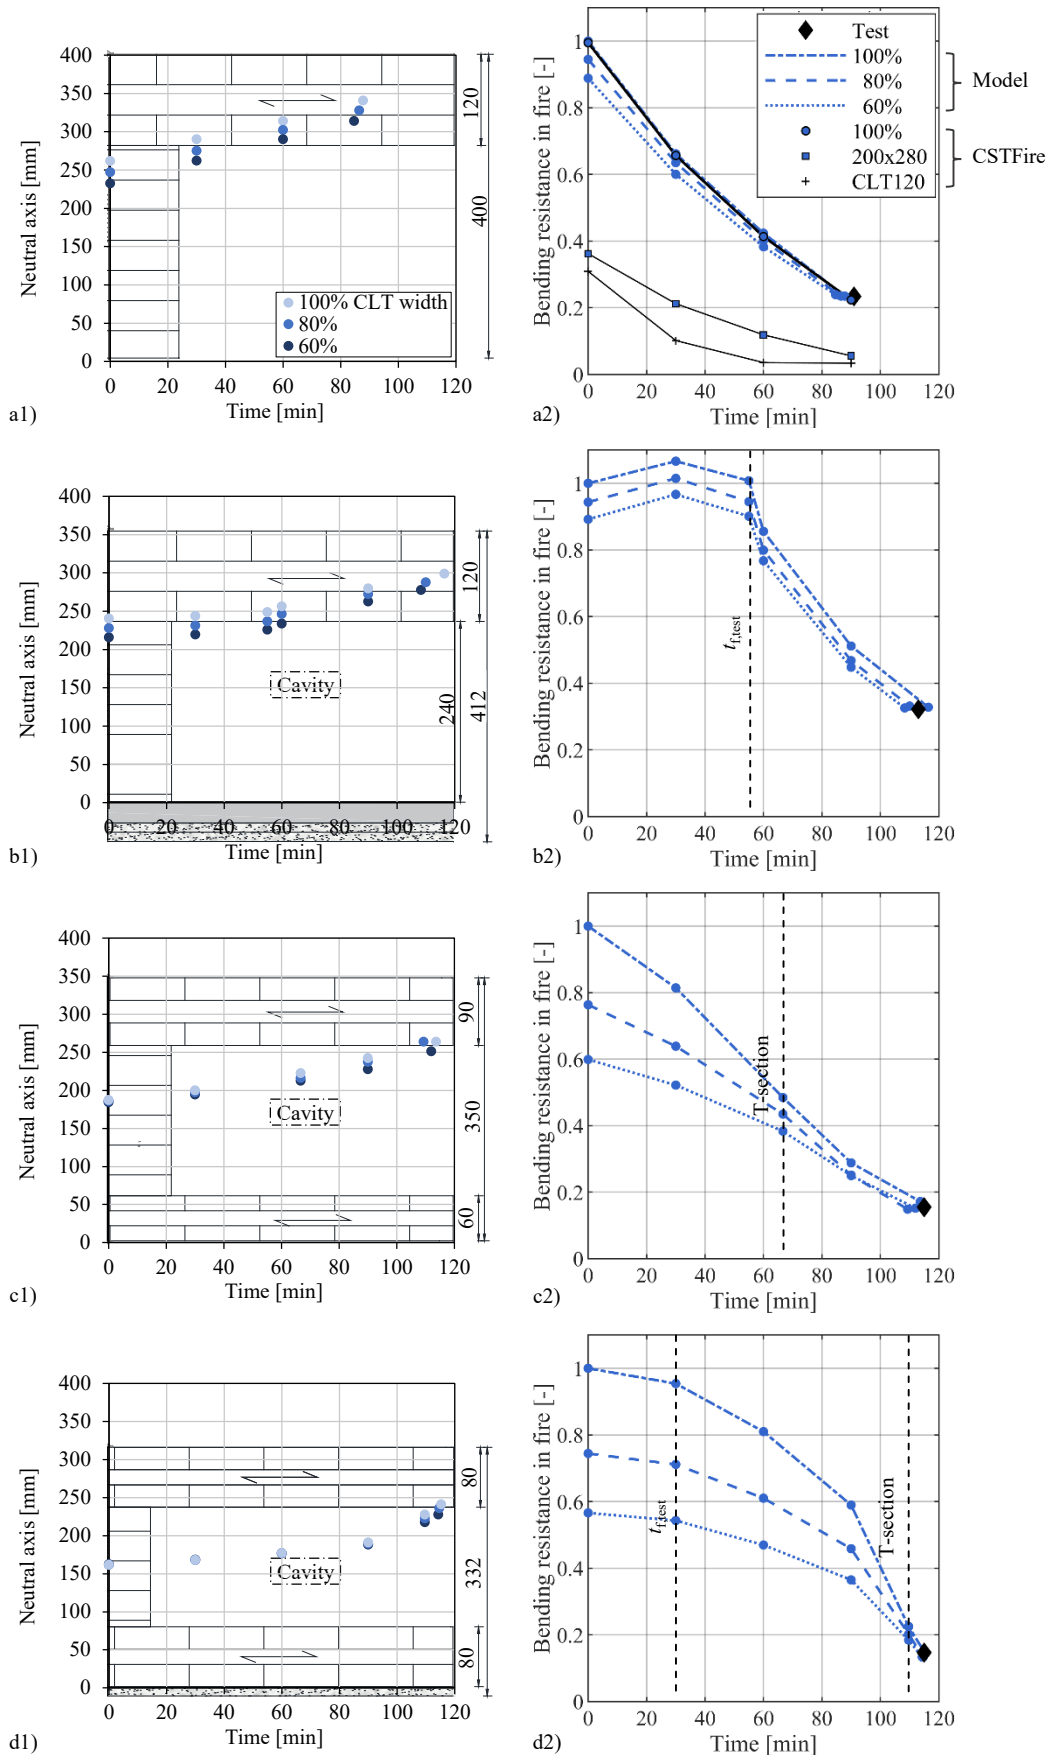 400
350
300
250
200
150
100
50
0
Neutral axis [mm]
120
400
100% CLT width
80%
60%
0 20 40 60 80 100 120
Time [min]
a1)
1
0.8
0.6
0.4
0.2
0
Bending resistance in fire [-]
Test
100%
80%
60%
Model
100%
200x280
CLT120
CSTFire
0 20 40 60 80 100 120
Time [min]
a2)
400
350
300
250
200
150
100
50
0
Neutral axis [mm]
Cavity
120
240
412
0 20 40 60 80 100 120
Time [min]
b1)
1
0.8
0.6
0.4
0.2
0
Bending resistance in fire [-]
tf,test
0 20 40 60 80 100 120
Time [min]
b2)
400
350
300
250
200
150
100
50
0
Neutral axis [mm]
Cavity
90
350
60
0 20 40 60 80 100 120
Time [min]
c1)
1
0.8
0.6
0.4
0.2
0
Bending resistance in fire [-]
T-section
0 20 40 60 80 100 120
Time [min]
c2)
400
350
300
250
200
150
100
50
0
Neutral axis [mm]
Cavity
80
332
80
0 20 40 60 80 100 120
Time [min]
d1)
1
0.8
0.6
0.4
0.2
0
Bending resistance in fire [-]
tf,test
T-section
0 20 40 60 80 100 120
Time [min]
d2)